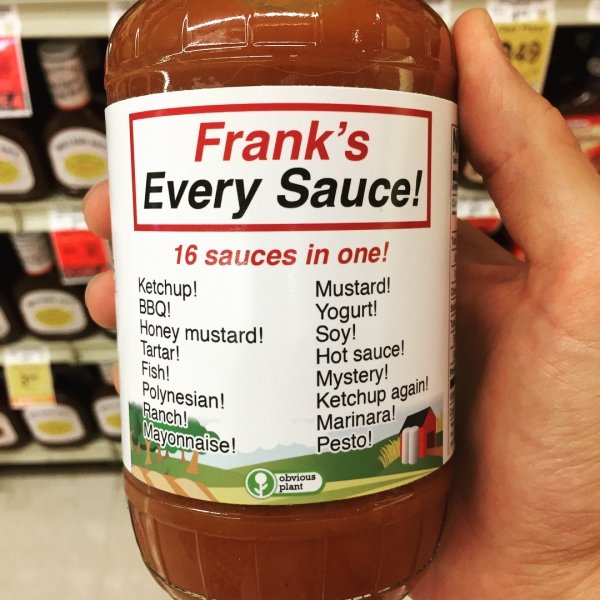 Frank's
Every Sauce!
16 sauces in one!
Ketchup!
BBQ!
Honey mustard!
Tartar!
Fish!
Polynesian!
Ranch!
Mayonnaise!
Mustard!
Yogurt!
Soy!
Hot sauce!
Mystery!
Ketchup again!
Marinara!
Pesto!
obvious
plant
349